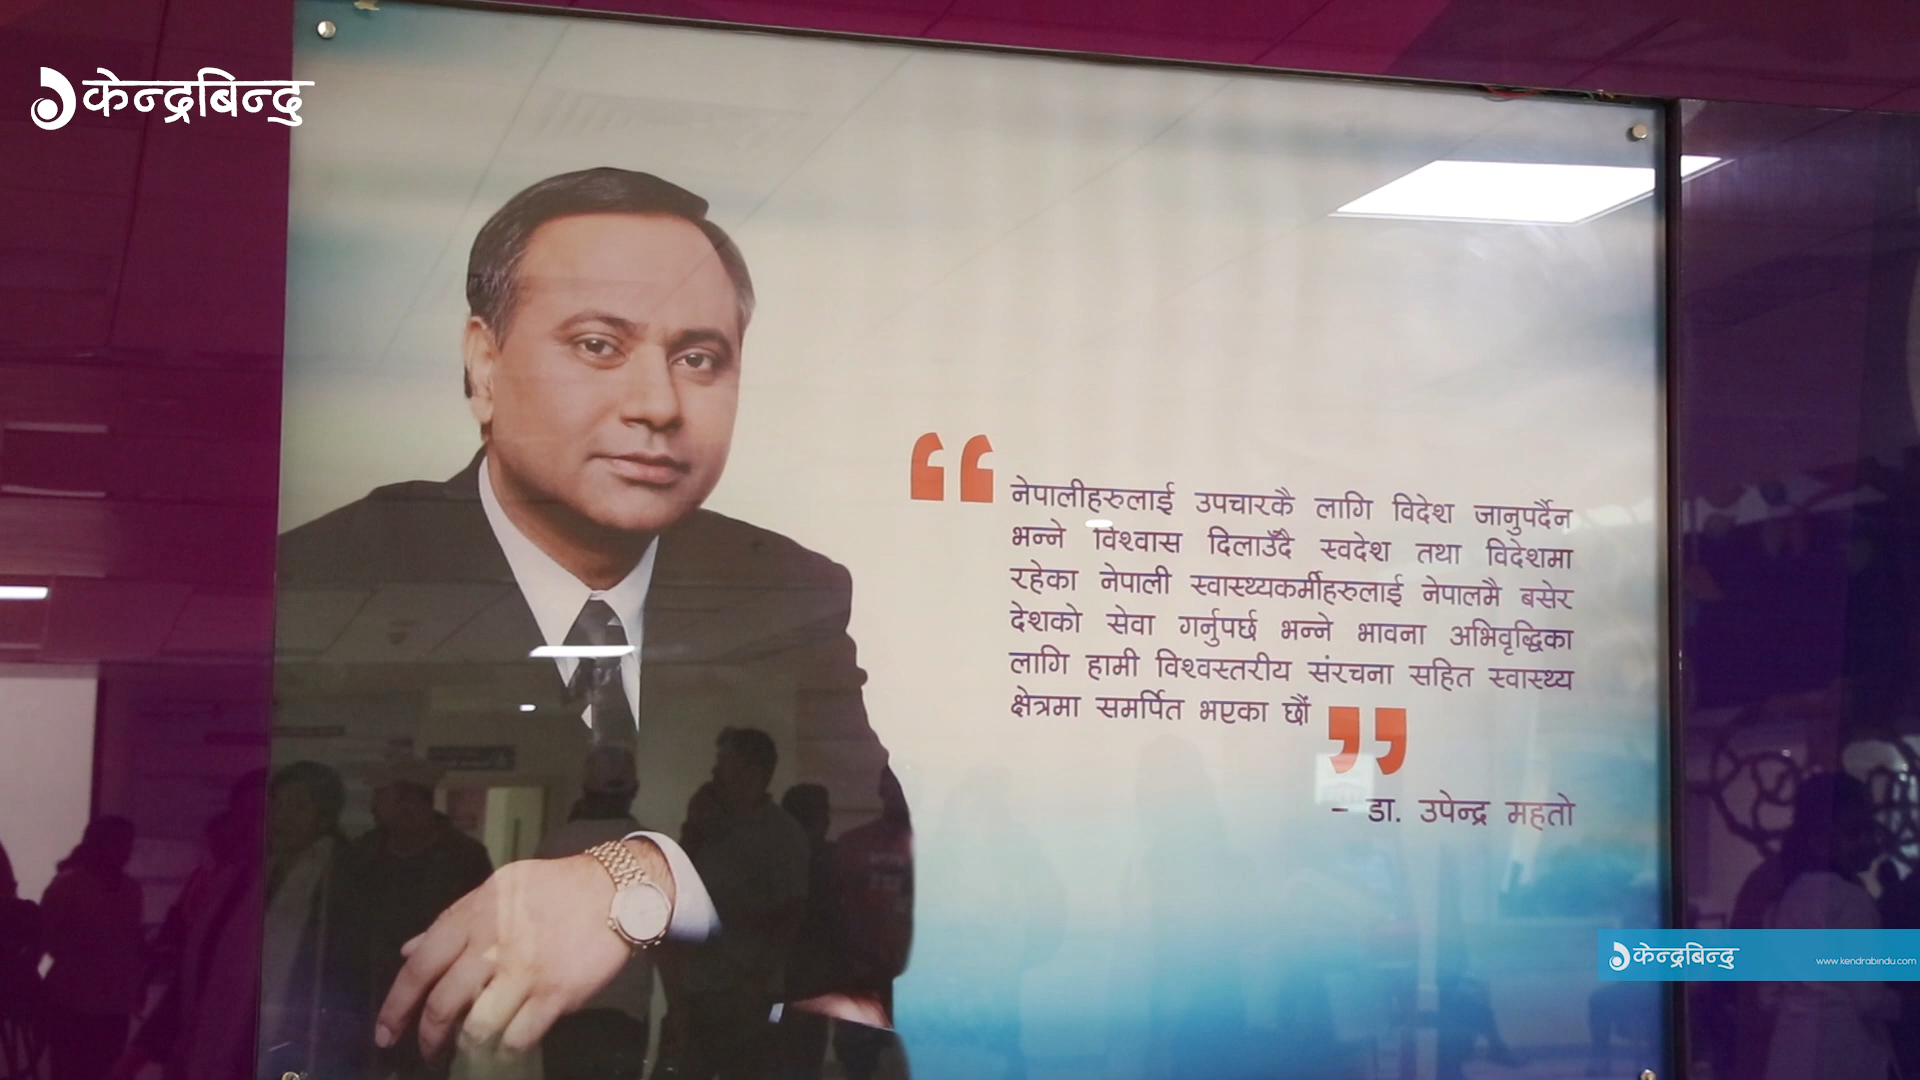 केन्द्रबिन्दु
नेपालीहरुलाई उपचारकै लागि विदेश जानुपर्दैन
भन्ने विश्वास दिलाउँदै स्वदेश तथा विदेशमा
रहेका नेपाली स्वास्थ्यकर्मीहरुलाई नेपालमै बसेर
देशको सेवा गर्नुपर्छ भन्ने भावना अभिवृद्धिका
लागि हामी विश्वस्तरीय संरचना सहित स्वास्थ्य
क्षेत्रमा समर्पित भएका छौं
– डा. उपेन्द्र महतो
केन्द्रबिन्दु www.kendrabindu.com